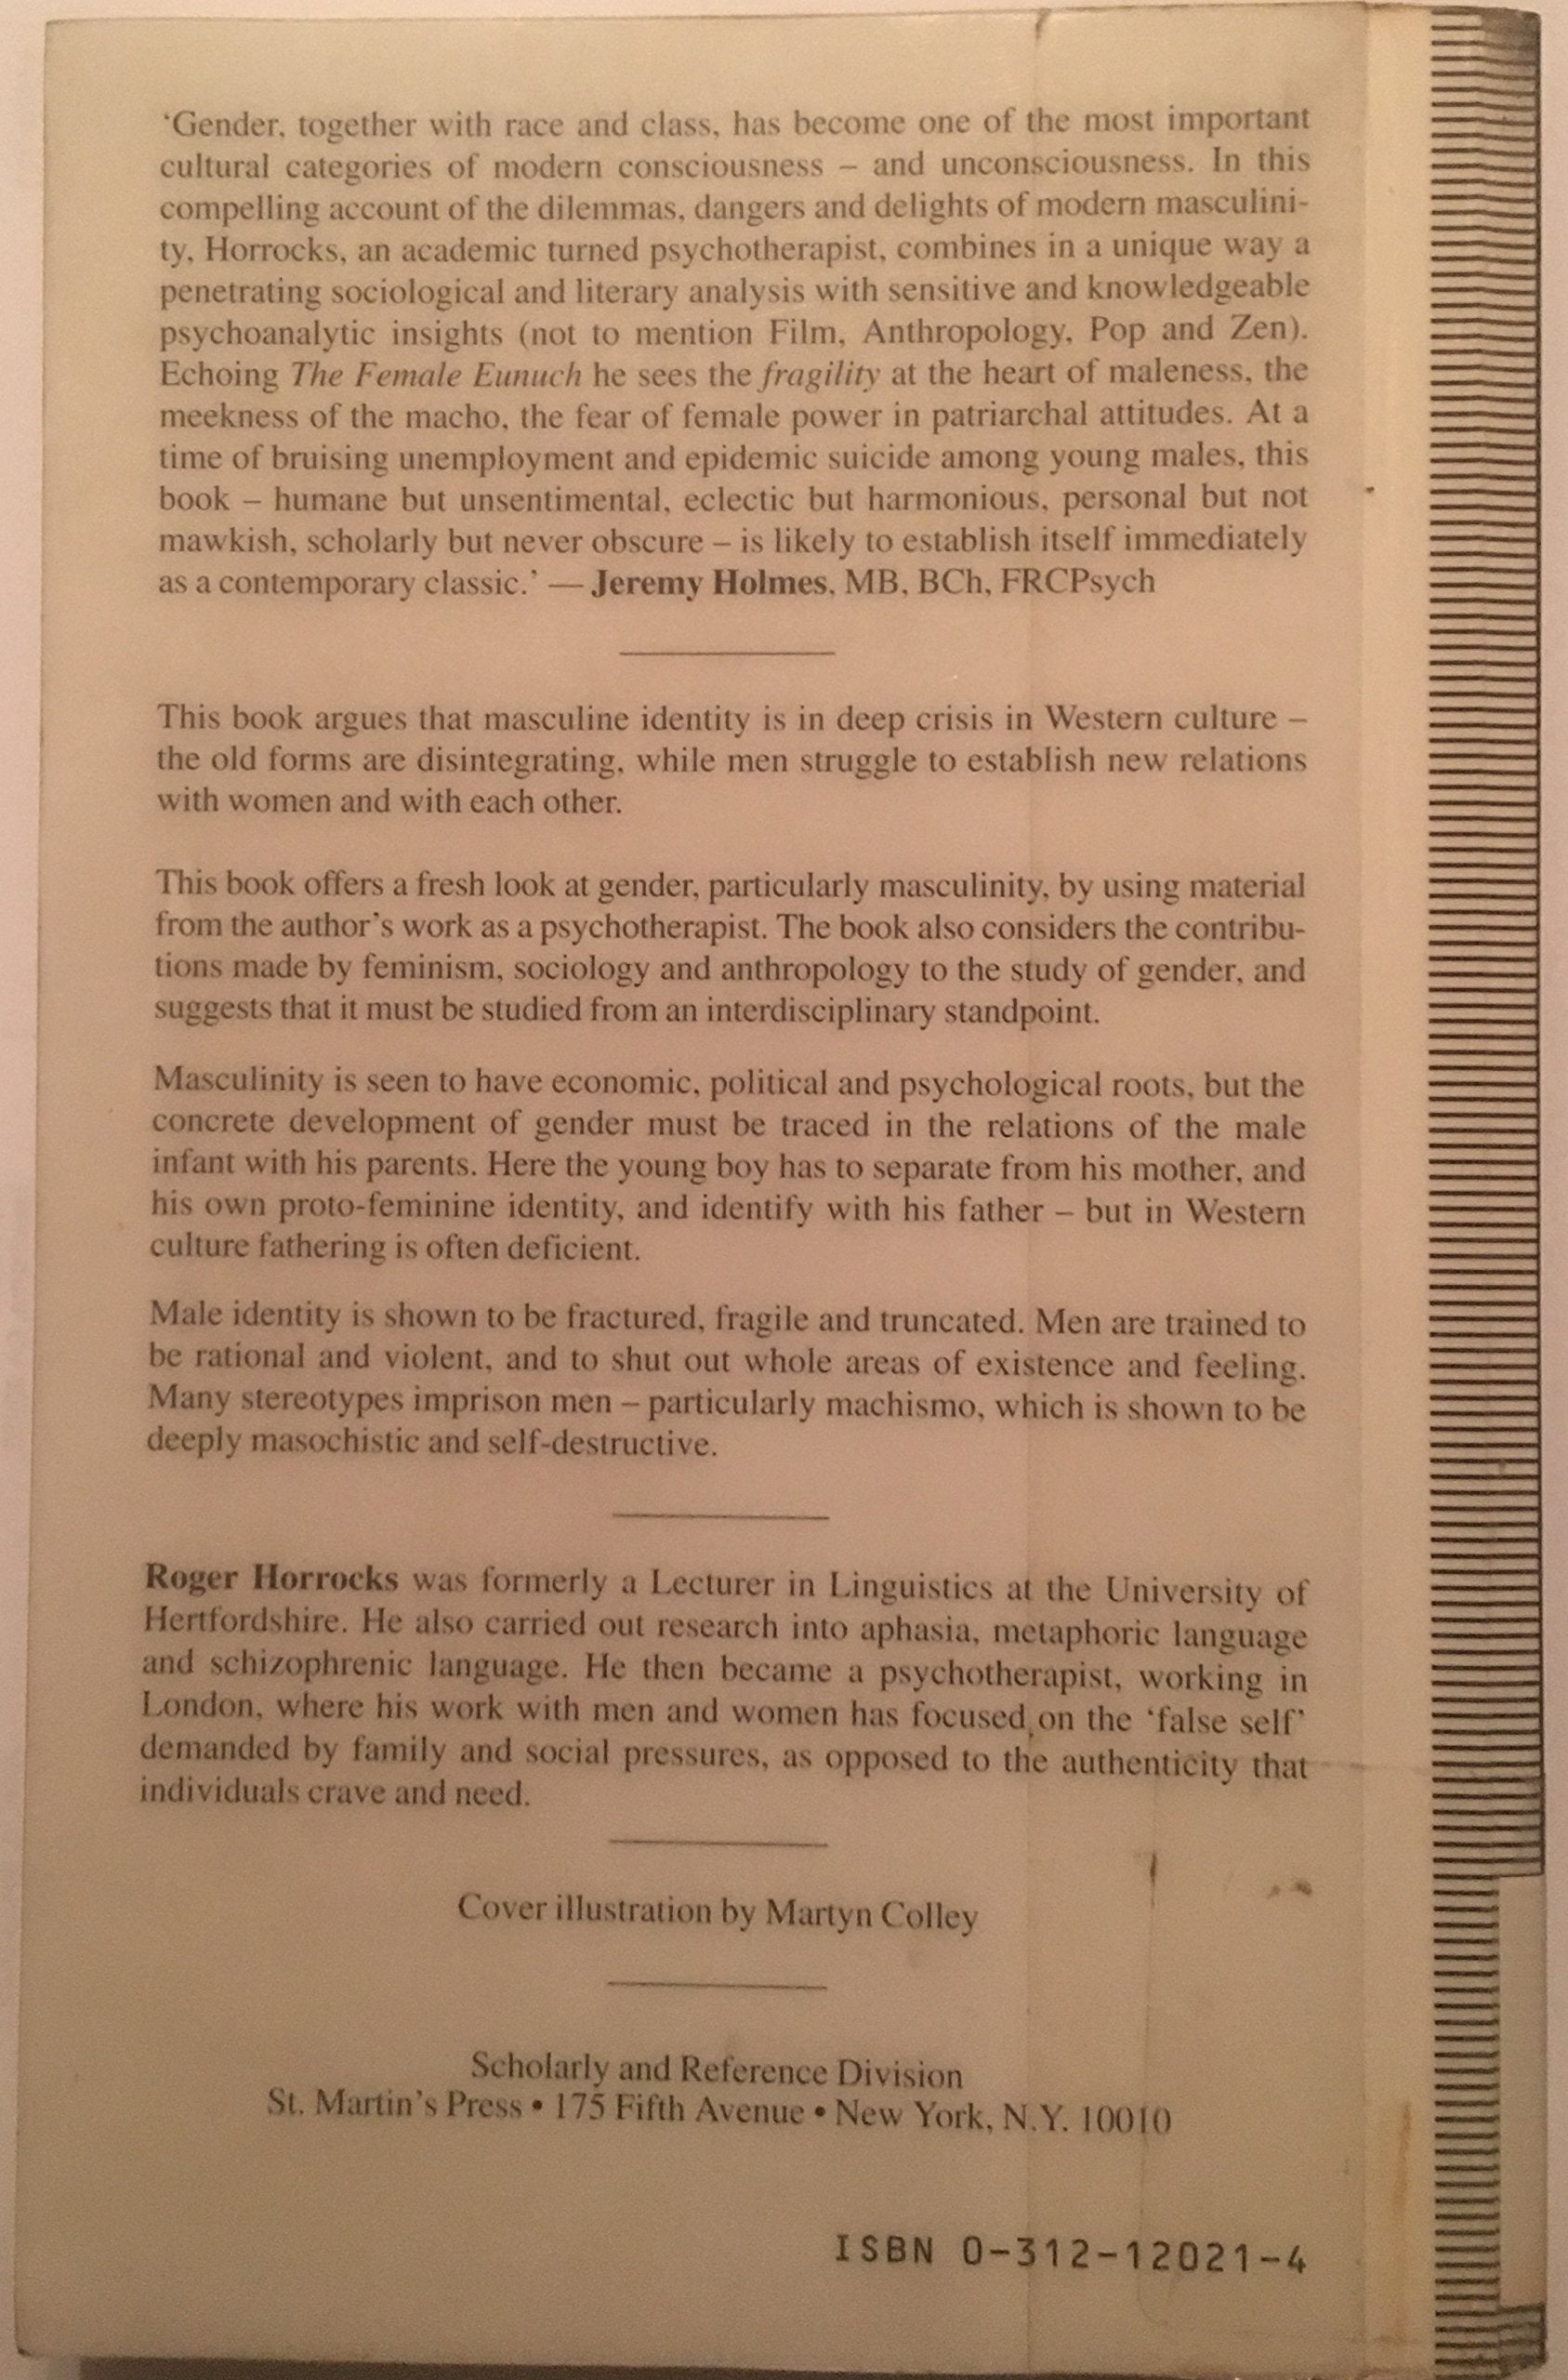 ‘Gender, together with race and class, has become one of the most important
cultural categories of modern consciousness – and unconsciousness. In this
compelling account of the dilemmas, dangers and delights of modern masculini-
ty, Horrocks, an academic turned psychotherapist, combines in a unique way a
penetrating sociological and literary analysis with sensitive and knowledgeable
psychoanalytic insights (not to mention Film, Anthropology, Pop and Zen).
Echoing The Female Eunuch he sees the fragility at the heart of maleness, the
meekness of the macho, the fear of female power in patriarchal attitudes. At a
time of bruising unemployment and epidemic suicide among young males, this
book – humane but unsentimental, eclectic but harmonious, personal but not
mawkish, scholarly but never obscure – is likely to establish itself immediately
as a contemporary classic.’ — Jeremy Holmes, MB, BCh, FRCPsych
This book argues that masculine identity is in deep crisis in Western culture –
the old forms are disintegrating, while men struggle to establish new relations
with women and with each other.
This book offers a fresh look at gender, particularly masculinity, by using material
from the author’s work as a psychotherapist. The book also considers the contribu-
tions made by feminism, sociology and anthropology to the study of gender, and
suggests that it must be studied from an interdisciplinary standpoint.
Masculinity is seen to have economic, political and psychological roots, but the
concrete development of gender must be traced in the relations of the male
infant with his parents. Here the young boy has to separate from his mother, and
his own proto-feminine identity, and identify with his father – but in Western
culture fathering is often deficient.
Male identity is shown to be fractured, fragile and truncated. Men are trained to
be rational and violent, and to shut out whole areas of existence and feeling.
Many stereotypes imprison men – particularly machismo, which is shown to be
deeply masochistic and self-destructive.
Roger Horrocks was formerly a Lecturer in Linguistics at the University of
Hertfordshire. He also carried out research into aphasia, metaphoric language
and schizophrenic language. He then became a psychotherapist, working in
London, where his work with men and women has focused on the ‘false self’
demanded by family and social pressures, as opposed to the authenticity that
individuals crave and need.
Cover illustration by Martyn Colley
Scholarly and Reference Division
St. Martin’s Press • 175 Fifth Avenue • New York, N.Y. 10010
ISBN 0-312-12021-4